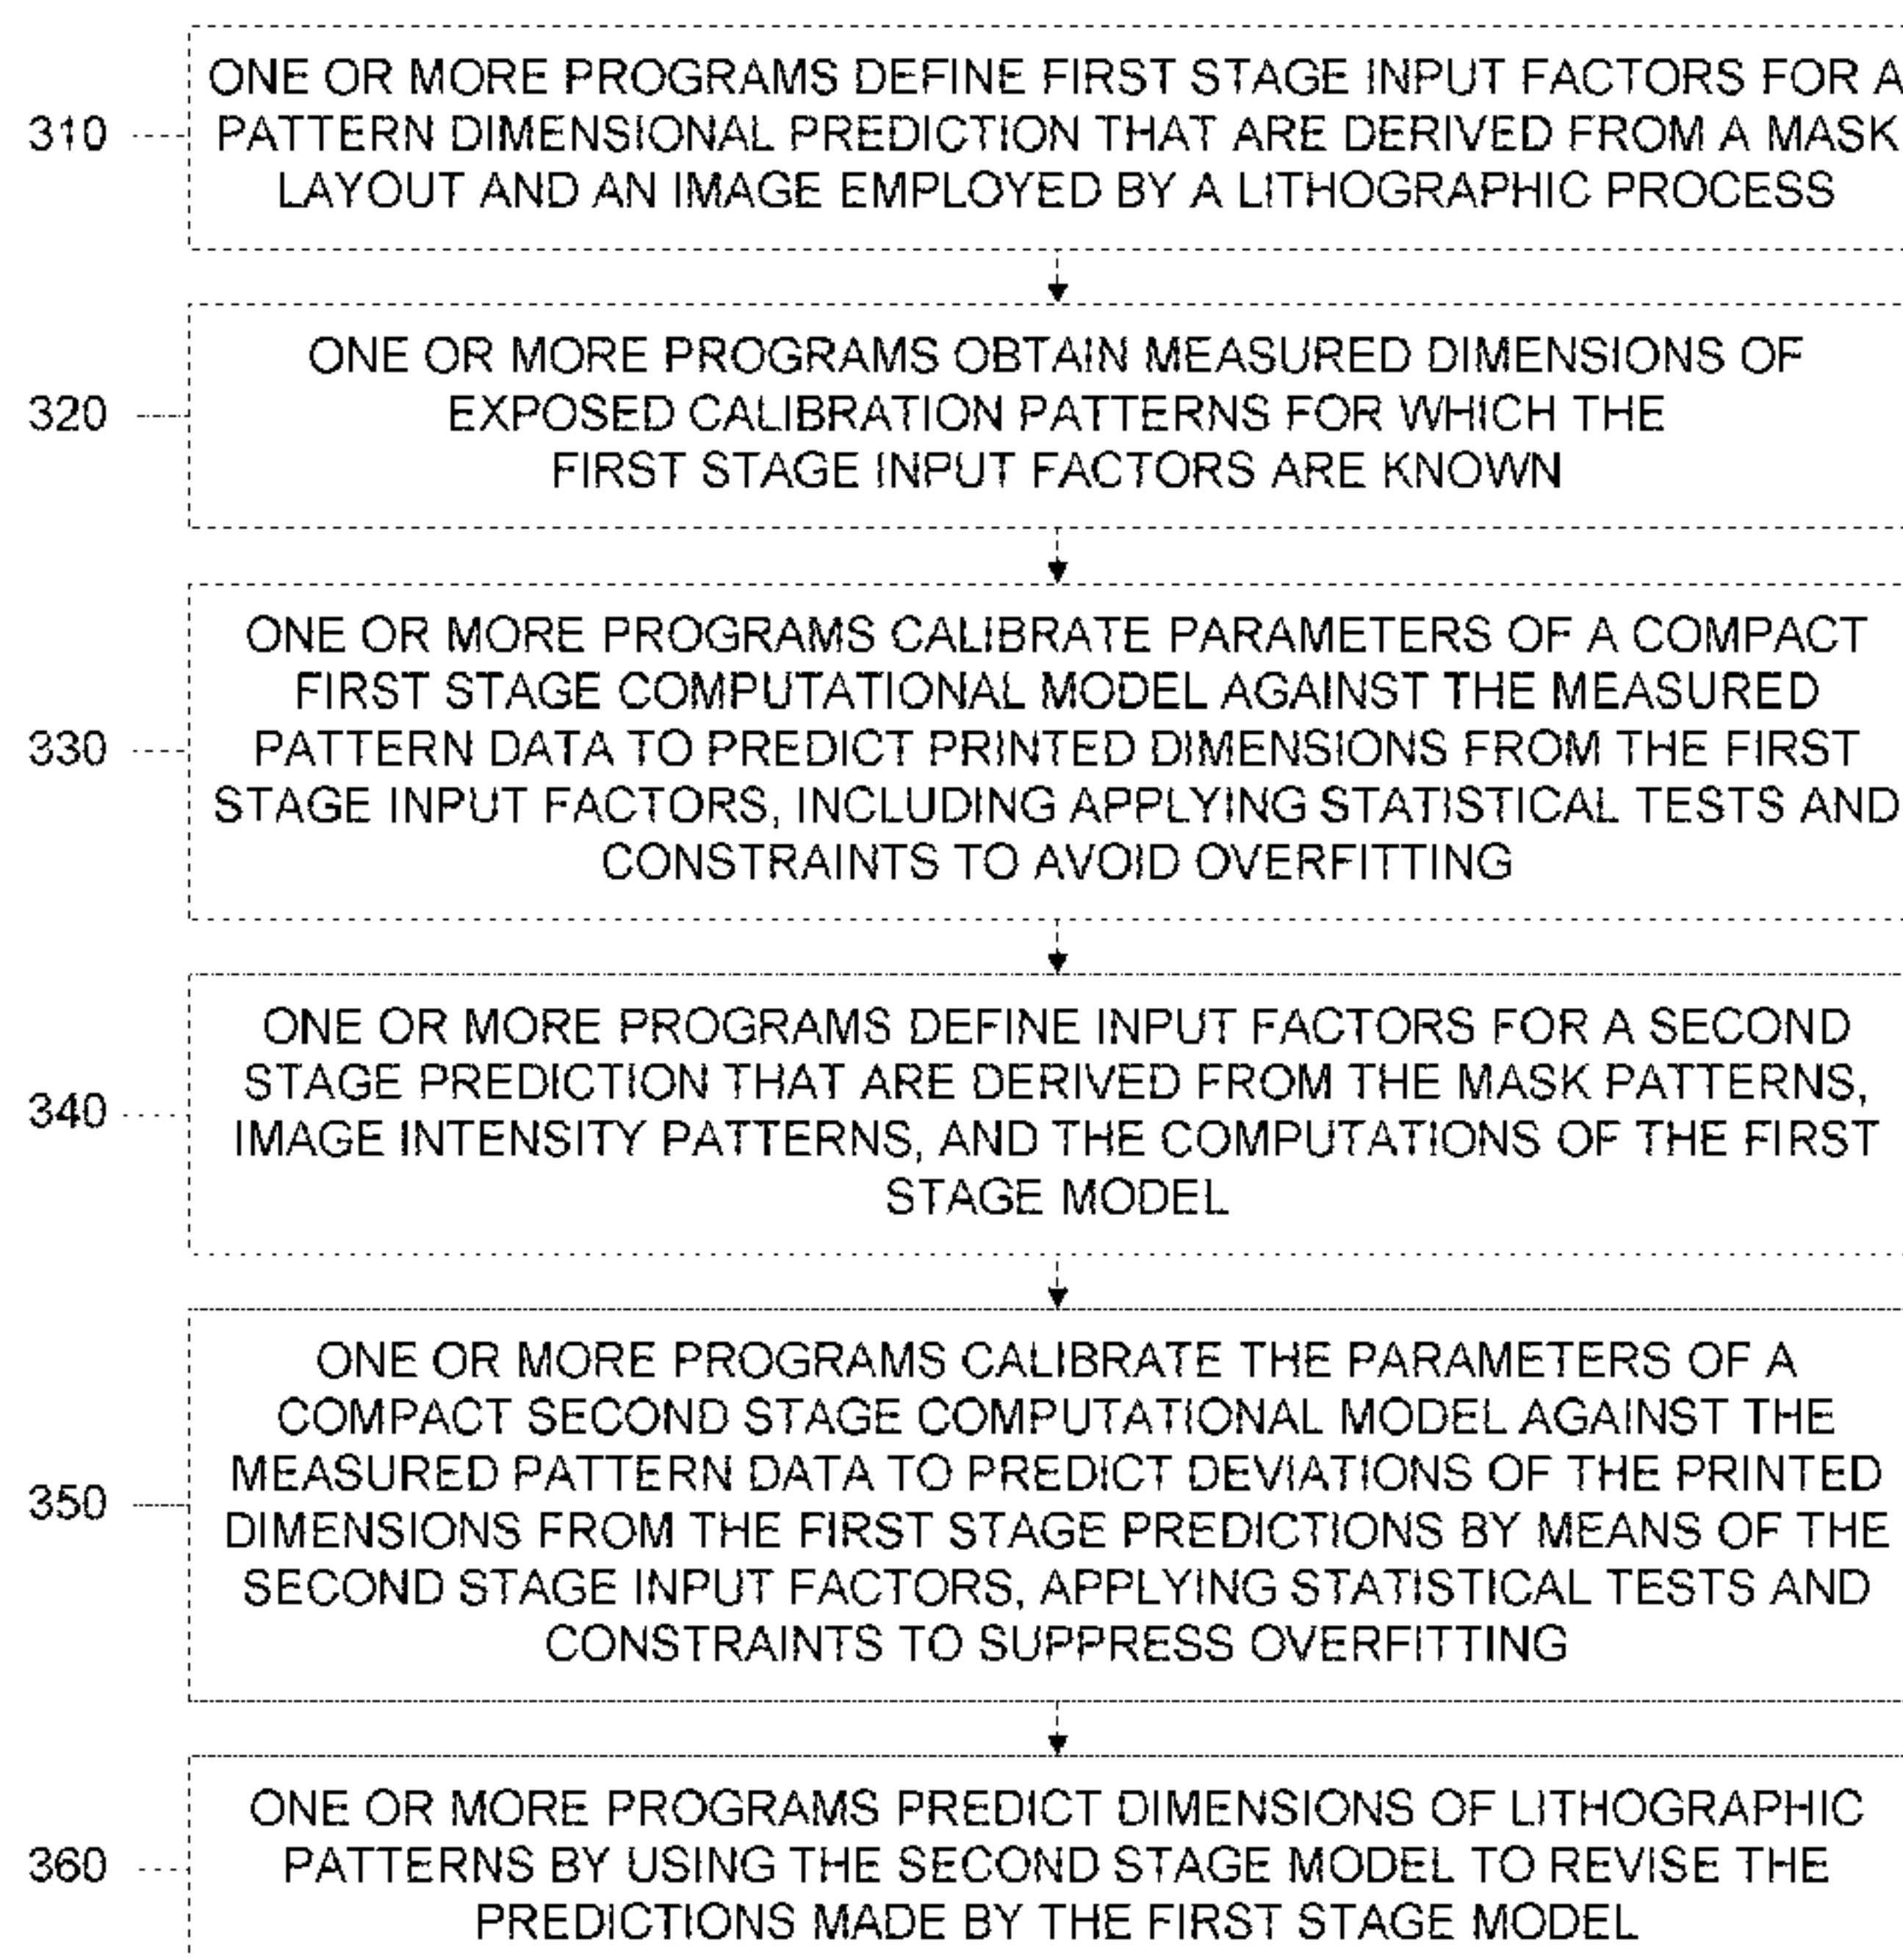 ONE OR MORE PROGRAMS DEFINE FIRST STAGE INPUT FACTORS FOR A
310 PATTERN DIMENSIONAL PREDICTION THAT ARE DERIVED FROM A MASK
LAYOUT AND AN IMAGE EMPLOYED BY A LITHOGRAPHIC PROCESS
ONE OR MORE PROGRAMS OBTAIN MEASURED DIMENSIONS OF
320 EXPOSED CALIBRATION PATTERNS FOR WHICH THE
FIRST STAGE INPUT FACTORS ARE KNOWN
ONE OR MORE PROGRAMS CALIBRATE PARAMETERS OF A COMPACT
FIRST STAGE COMPUTATIONAL MODEL AGAINST THE MEASURED
330 PATTERN DATA TO PREDICT PRINTED DIMENSIONS FROM THE FIRST
STAGE INPUT FACTORS, INCLUDING APPLYING STATISTICAL TESTS AND
CONSTRAINTS TO AVOID OVERFITTING
ONE OR MORE PROGRAMS DEFINE INPUT FACTORS FOR A SECOND
STAGE PREDICTION THAT ARE DERIVED FROM THE MASK PATTERNS,
340 IMAGE INTENSITY PATTERNS, AND THE COMPUTATIONS OF THE FIRST
STAGE MODEL
ONE OR MORE PROGRAMS CALIBRATE THE PARAMETERS OF A
COMPACT SECOND STAGE COMPUTATIONAL MODEL AGAINST THE
MEASURED PATTERN DATA TO PREDICT DEVIATIONS OF THE PRINTED
350 DIMENSIONS FROM THE FIRST STAGE PREDICTIONS BY MEANS OF THE
SECOND STAGE INPUT FACTORS, APPLYING STATISTICAL TESTS AND
CONSTRAINTS TO SUPPRESS OVERFITTING
ONE OR MORE PROGRAMS PREDICT DIMENSIONS OF LITHOGRAPHIC
360 PATTERNS BY USING THE SECOND STAGE MODEL TO REVISE THE
PREDICTIONS MADE BY THE FIRST STAGE MODEL